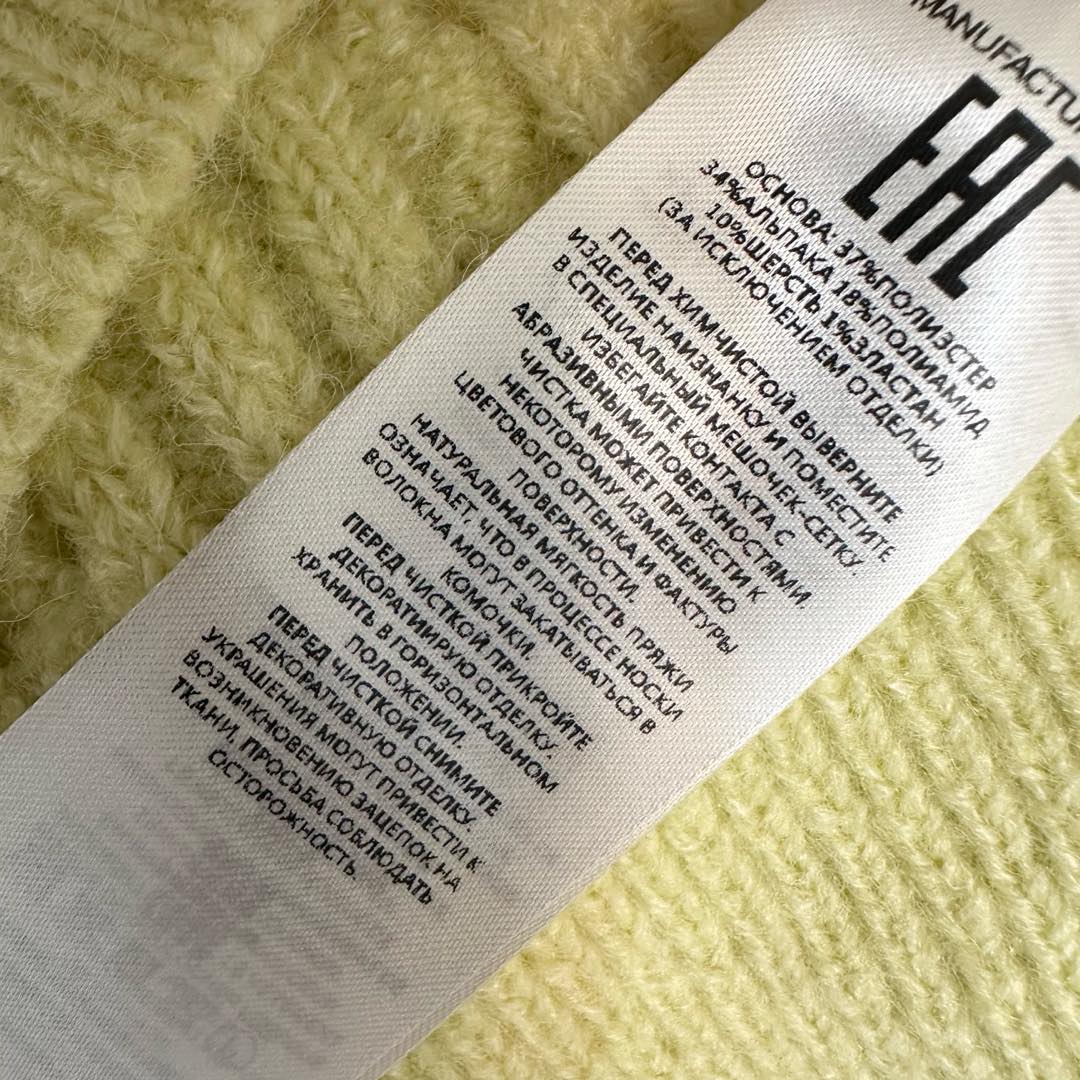 MANUFACTU
EAC
ОСНОВА: 37%ПОЛИЭСТЕР
34%АЛЬПАКА 18%ПОЛИАМИД
10%ШЕРСТЬ 1%ЭЛАСТАН
(ЗА ИСКЛЮЧЕНИЕМ ОТДЕЛКИ)
ПЕРЕД ХИМЧИСТКОЙ ВЫВЕРНИТЕ
ИЗДЕЛИЕ НАИЗНАНКУ И ПОМЕСТИТЕ
В СПЕЦИАЛЬНЫЙ МЕШОЧЕК-СЕТКУ.
ИЗБЕГАЙТЕ КОНТАКТА С
АБРАЗИВНЫМИ ПОВЕРХНОСТЯМИ.
ЧИСТКА МОЖЕТ ПРИВЕСТИ К
НЕКОТОРОМУ ИЗМЕНЕНИЮ
ЦВЕТОВОГО ОТТЕНКА И ФАКТУРЫ
ПОВЕРХНОСТИ.
НАТУРАЛЬНАЯ МЯГКОСТЬ ПРЯЖИ
ОЗНАЧАЕТ, ЧТО В ПРОЦЕССЕ НОСКИ
ВОЛОКНА МОГУТ ЗАКАТЫВАТЬСЯ В
КОМОЧКИ.
ПЕРЕД ЧИСТКОЙ ПРИКРОЙТЕ
ДЕКОРАТИИРУЮ ОТДЕЛКУ.
ХРАНИТЬ В ГОРИЗОНТАЛЬНОМ
ПОЛОЖЕНИИ.
ПЕРЕД ЧИСТКОЙ СНИМИТЕ
ДЕКОРАТИВНУЮ ОТДЕЛКУ.
УКРАШЕНИЯ МОГУТ ПРИВЕСТИ К
ВОЗНИКНОВЕНИЮ ЗАЦЕПОК НА
ТКАНИ, ПРОСЬБА СОБЛЮДАТЬ
ОСТОРОЖНОСТЬ.